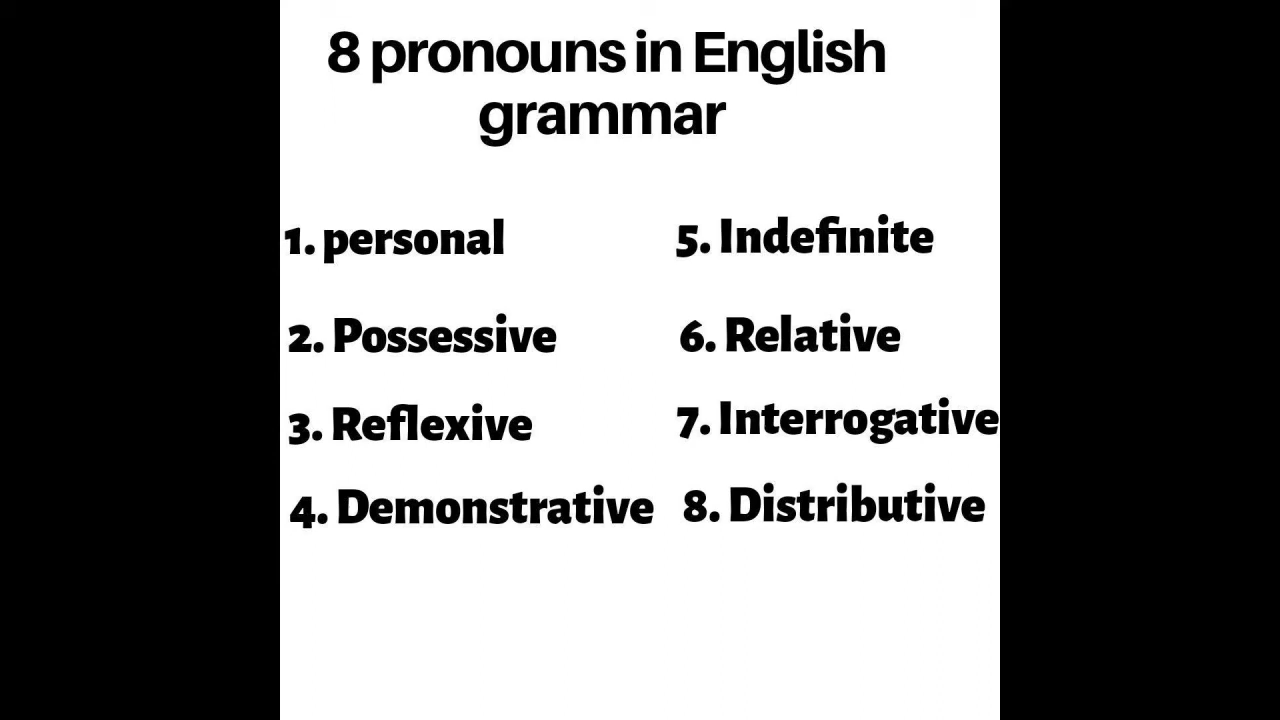 8 pronouns in English
grammar
1. personal
2. Possessive
3. Reflexive
4. Demonstrative
5. Indefinite
6. Relative
7. Interrogative
8. Distributive